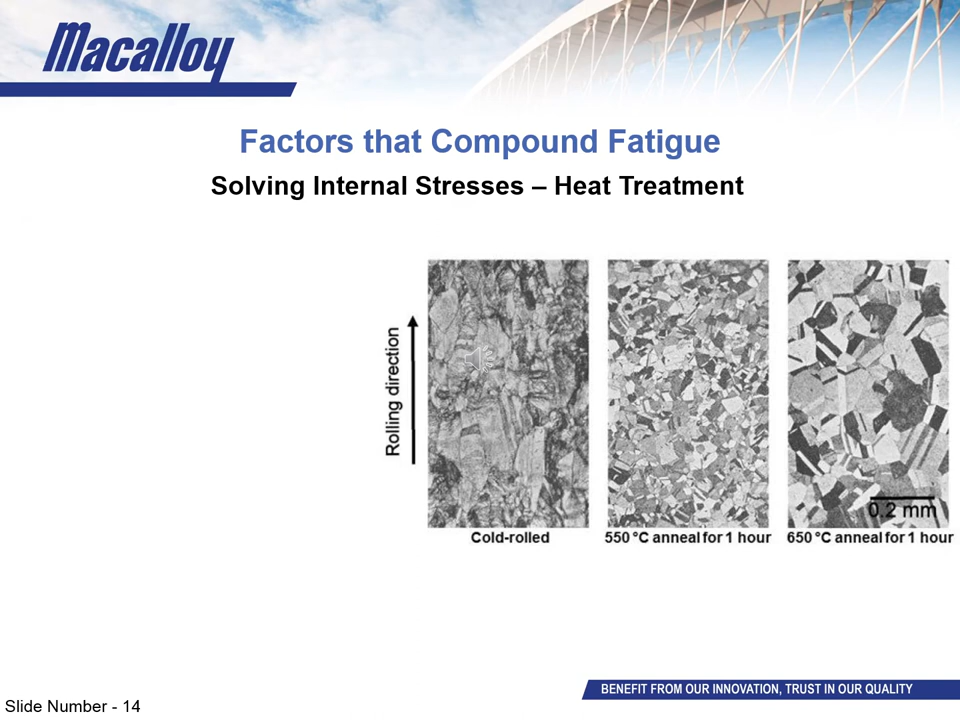 Macalloy
Factors that Compound Fatigue
Solving Internal Stresses – Heat Treatment
Rolling direction
0.2 mm
Cold-rolled
550 °C anneal for 1 hour
650 °C anneal for 1 hour
BENEFIT FROM OUR INNOVATION, TRUST IN OUR QUALITY
Slide Number - 14